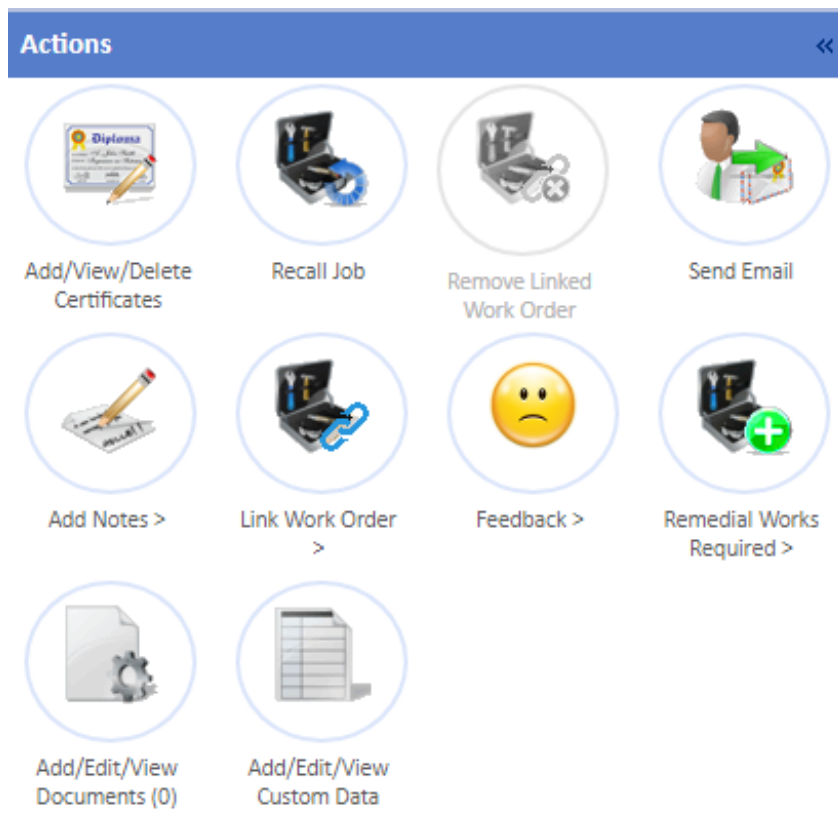 Actions
«
Diploma
Add/View/Delete
Certificates
Recall Job
Remove Linked
Work Order
Send Email
Add Notes >
Link Work Order
>
Feedback >
Remedial Works
Required >
Add/Edit/View
Documents (0)
Add/Edit/View
Custom Data